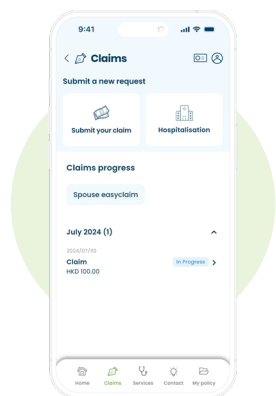 9:41
Claims
Submit a new request
Submit your claim
Hospitalisation
Claims progress
Spouse easyclaim
July 2024 (1)
2024/07/30
Claim
In Progress
HKD 100.00
Home Claims Services Contact My policy